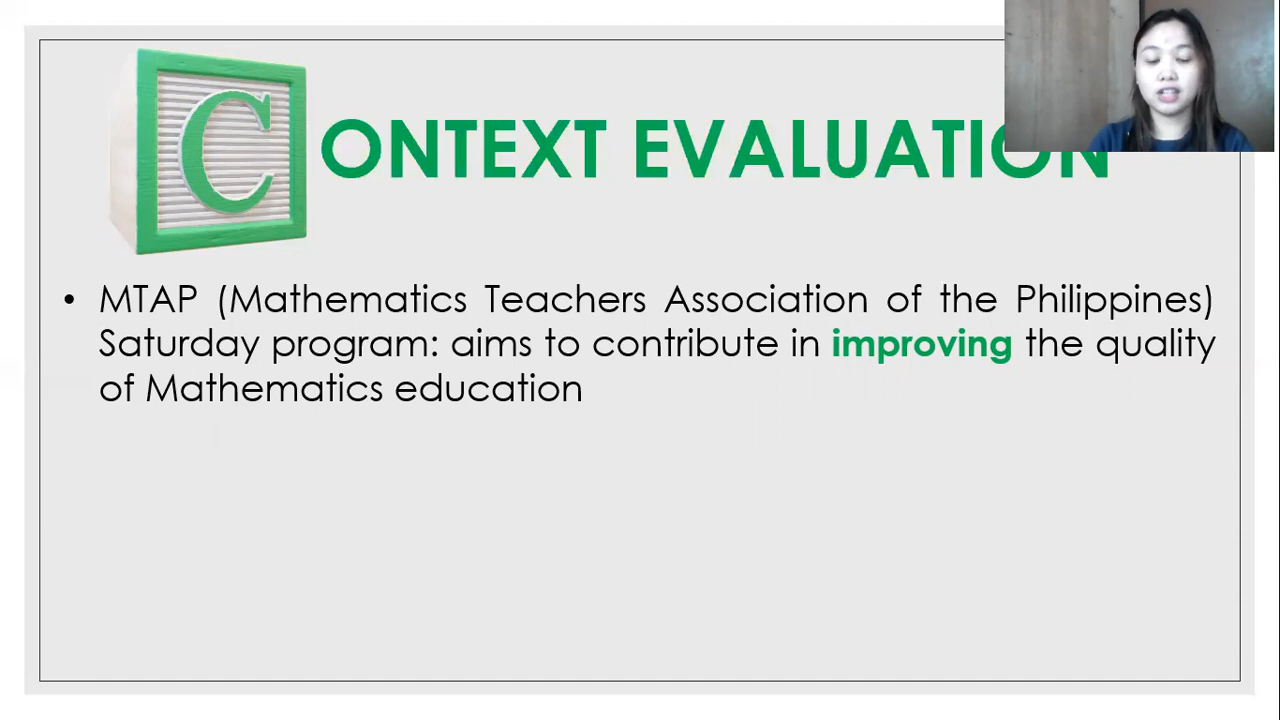 CONTEXT EVALUATION
• MTAP (Mathematics Teachers Association of the Philippines)
Saturday program: aims to contribute in improving the quality
of Mathematics education